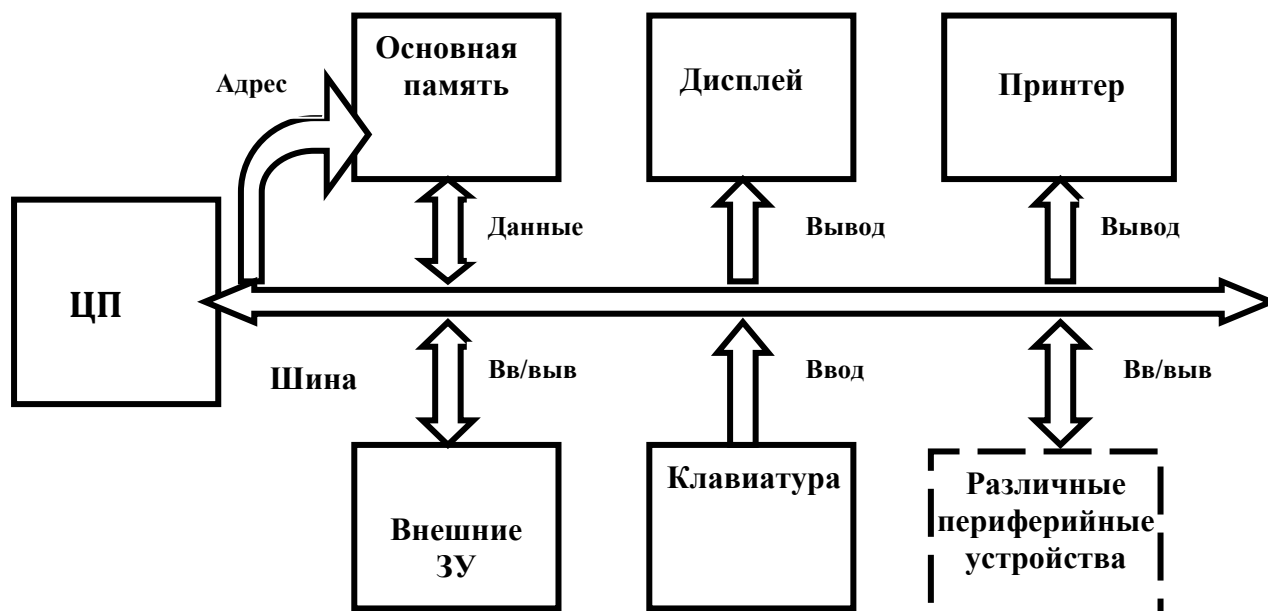 Основная
память
Адрес
Дисплей
Принтер
Данные
Вывод
Вывод
ЦП
Шина
Вв/выв
Ввод
Вв/выв
Внешние
ЗУ
Клавиатура
Различные
периферийные
устройства